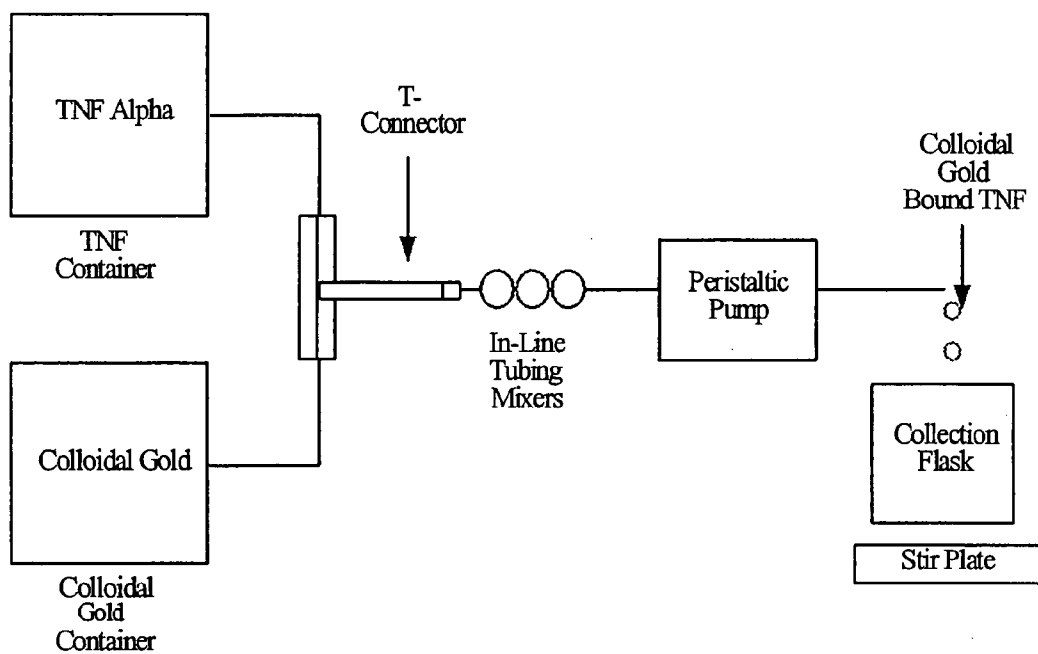 TNF Alpha
TNF
Container
T-
Connector
Colloidal
Gold
Bound TNF
Peristaltic
Pump
In-Line
Tubing
Mixers
Colloidal Gold
Colloidal
Gold
Container
Collection
Flask
Stir Plate